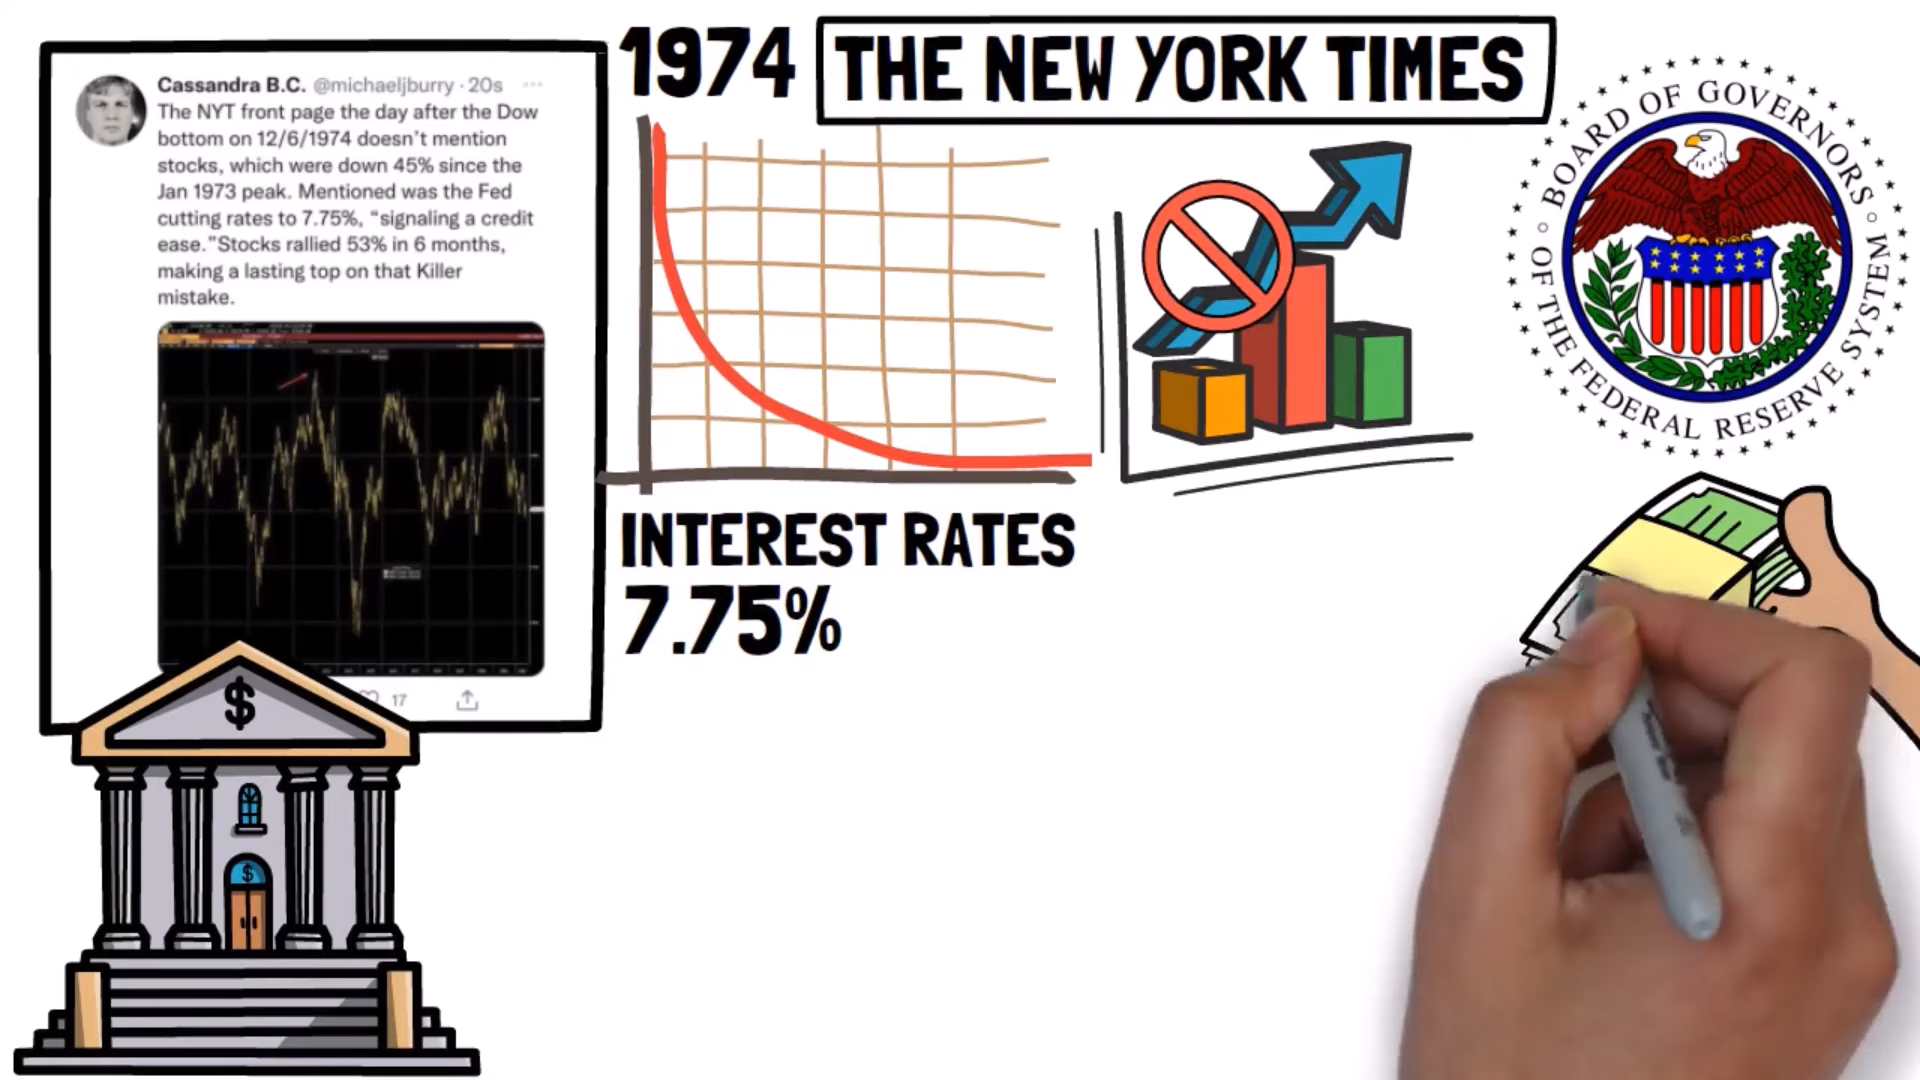 Cassandra B.C. @michaeljburry · 20s
The NYT front page the day after the Dow
bottom on 12/6/1974 doesn't mention
stocks, which were down 45% since the
Jan 1973 peak. Mentioned was the Fed
cutting rates to 7.75%, “signaling a credit
ease.”Stocks rallied 53% in 6 months,
making a lasting top on that Killer
mistake.
17
$
$
1974 THE NEW YORK TIMES
INTEREST RATES
7.75%
BOARD OF GOVERNORS
OF THE FEDERAL RESERVE SYSTEM